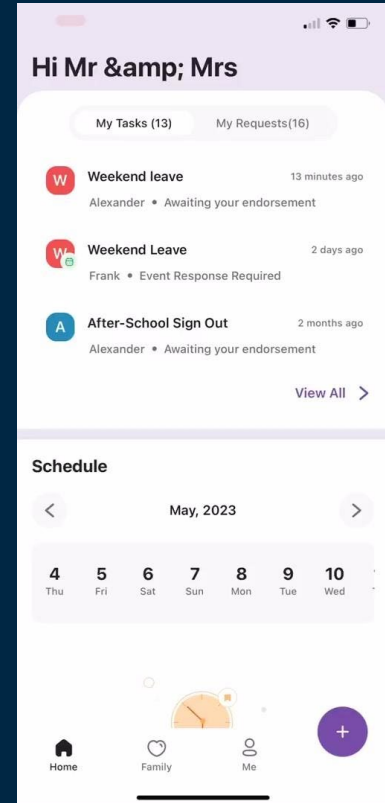 Hi Mr &amp; Mrs
My Tasks (13) My Requests(16)
W Weekend leave 13 minutes ago
Alexander • Awaiting your endorsement
W Weekend Leave 2 days ago
Frank • Event Response Required
A After-School Sign Out 2 months ago
Alexander • Awaiting your endorsement
View All >
Schedule
< May, 2023 >
4 5 6 7 8 9 10
Thu Fri Sat Sun Mon Tue Wed
+
Home Family Me